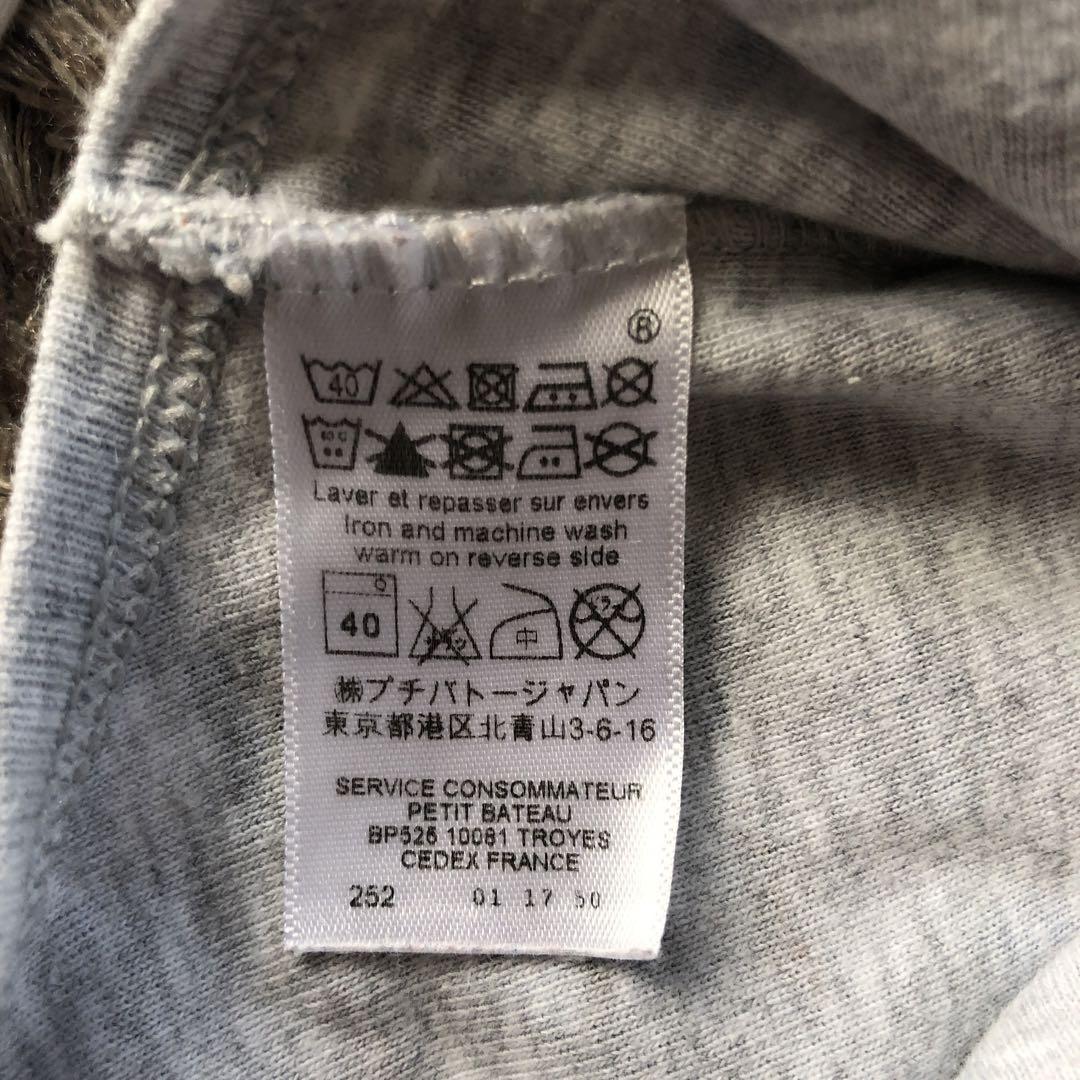 ®
40
60 C
Laver et repasser sur envers
Iron and machine wash
warm on reverse side
40 中
㈱プチバトージャパン
東京都港区北青山3-6-16
SERVICE CONSOMMATEUR
PETIT BATEAU
BP525 10081 TROYES
CEDEX FRANCE
252 01 17 50